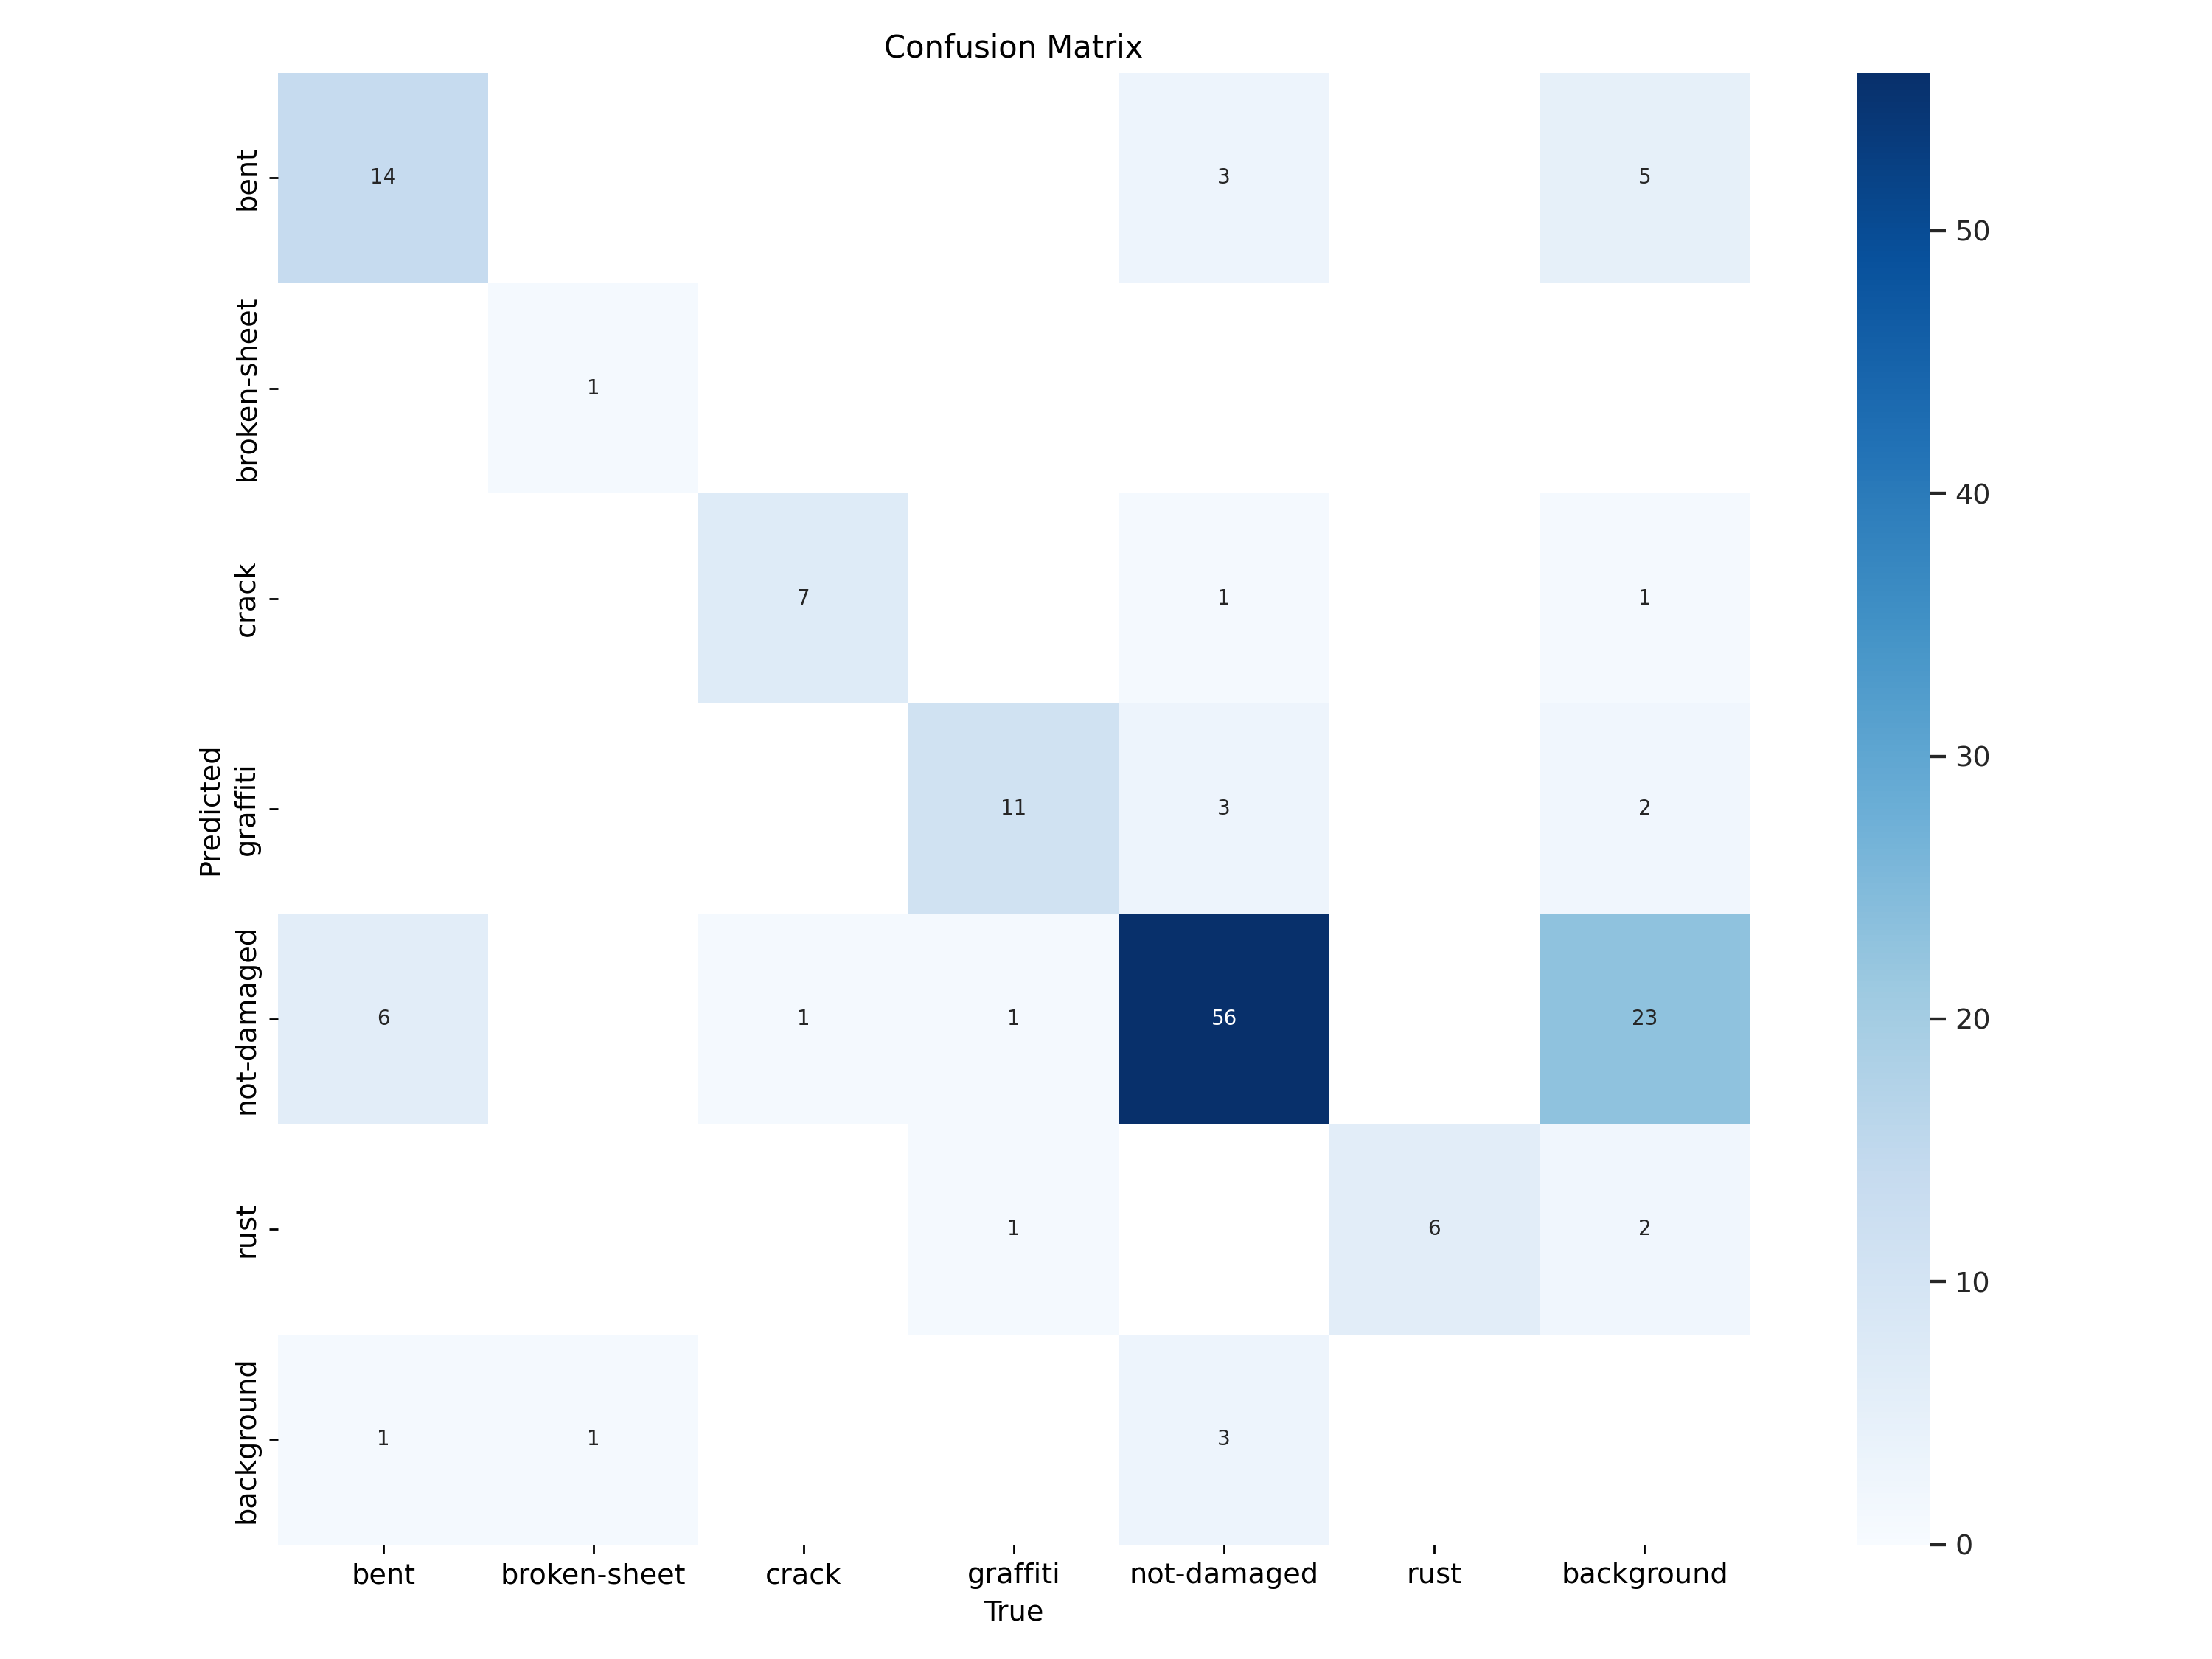 Confusion Matrix
bent
14
3
5
50
broken-sheet
1
40
crack
7
1
1
30
Predicted
graffiti
11
3
2
not-damaged
6
1
1
56
23
20
rust
1
6
2
10
background
1
1
3
0
bent broken-sheet crack graffiti not-damaged rust background
True